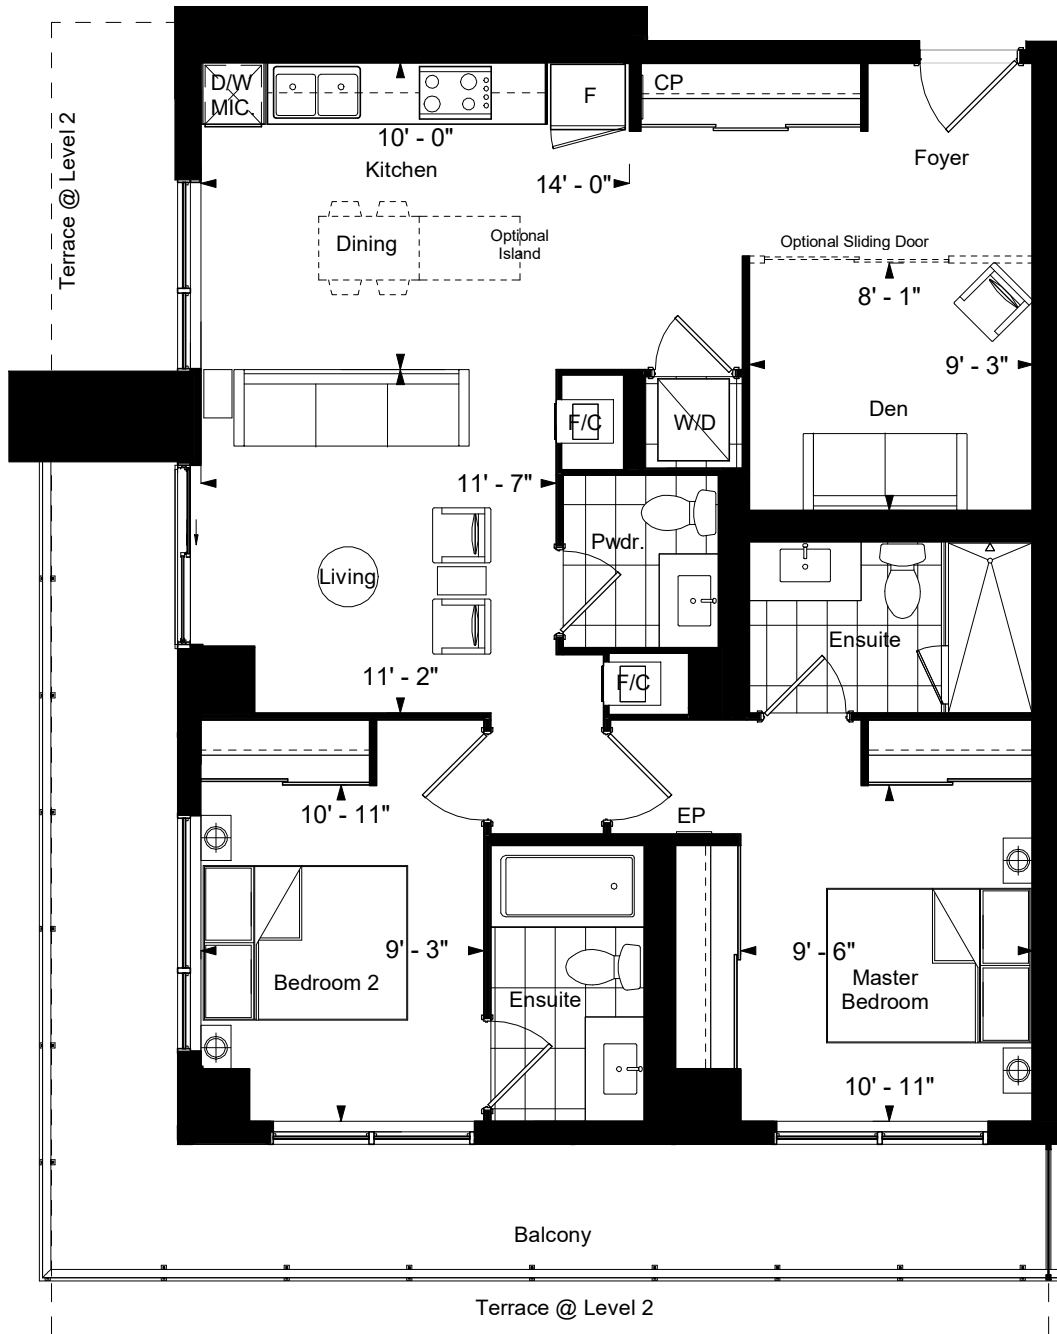 Terrace @ Level 2
D/W
MIC.
F
CP
10' - 0"
Kitchen
Foyer
14' - 0"
Dining
Optional
Island
Optional Sliding Door
8' - 1"
9' - 3"
Den
F/C
W/D
11' - 7"
Pwdr.
Living
Ensuite
11' - 2"
F/C
10' - 11"
EP
9' - 3"
Bedroom 2
Ensuite
9' - 6"
Master
Bedroom
10' - 11"
Balcony
Terrace @ Level 2